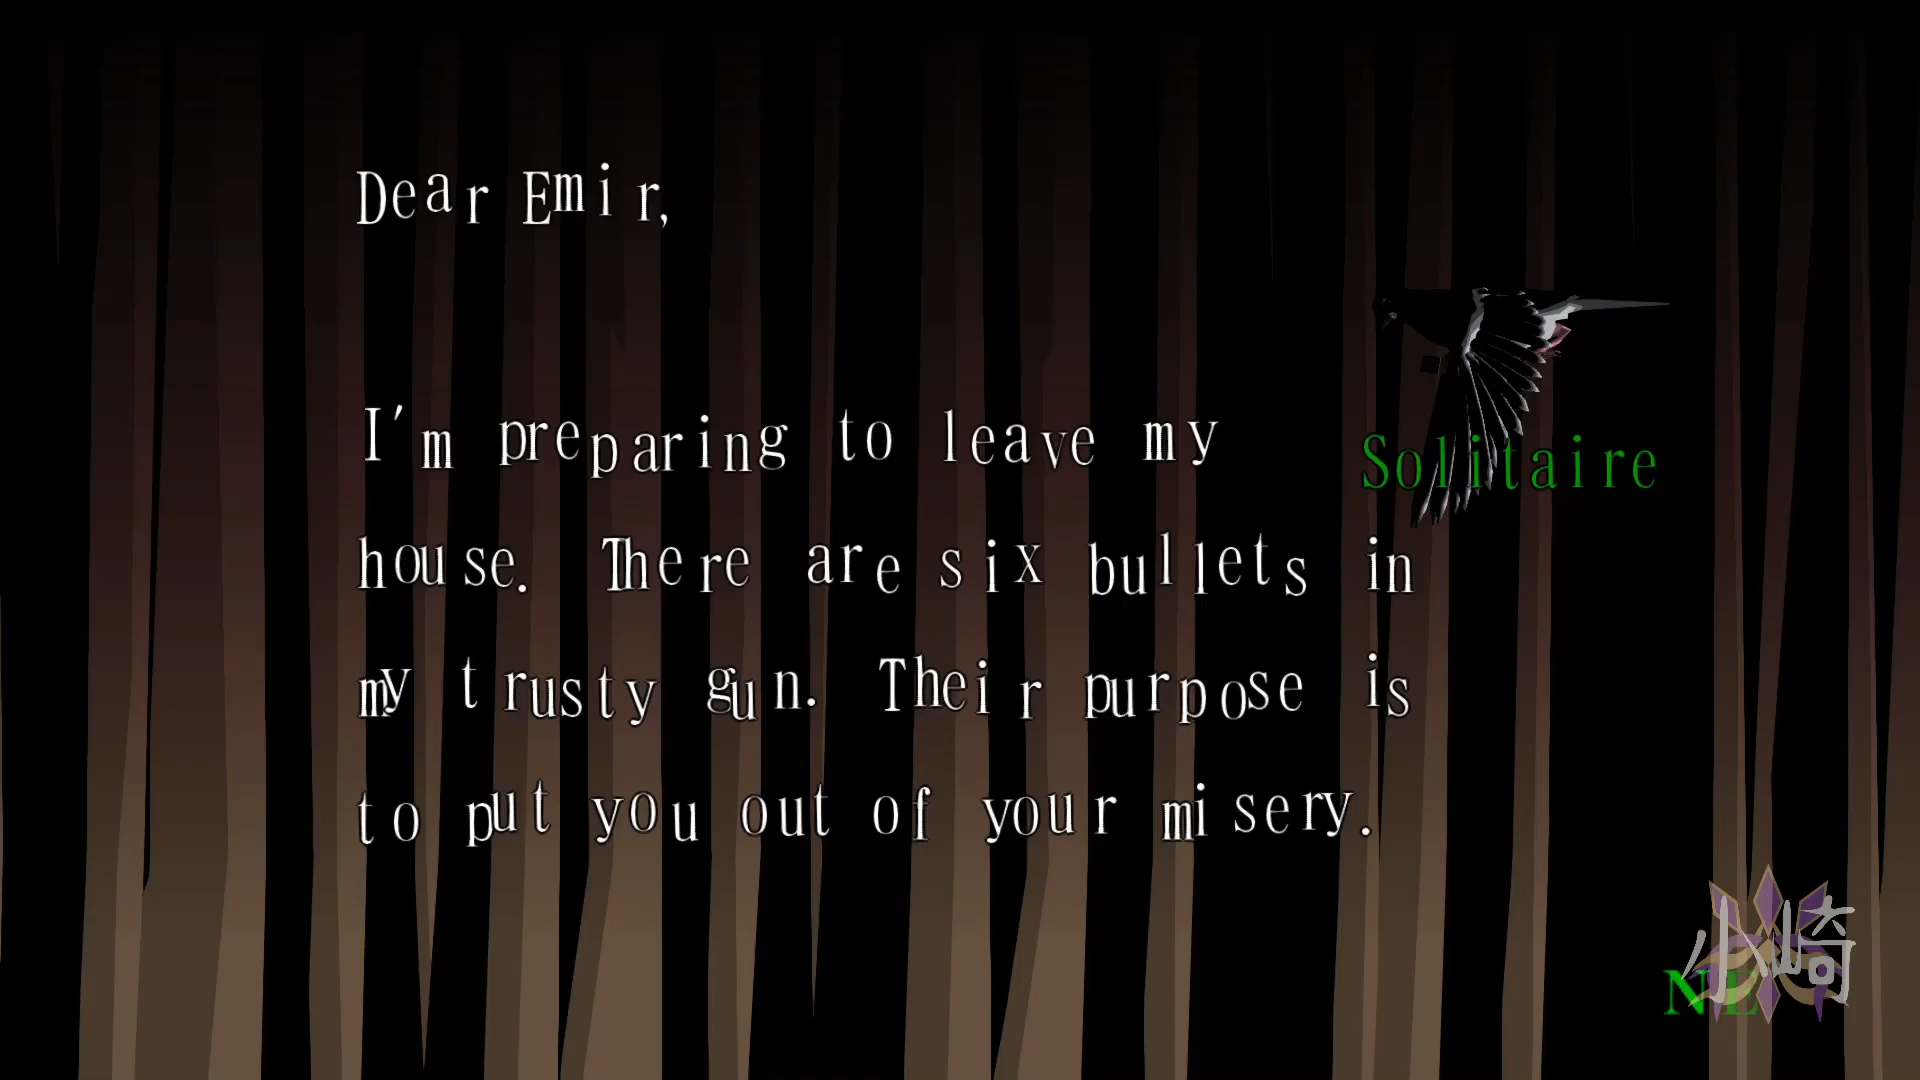 Dear Emir,
I'm preparing to leave my
house. There are six bullets in
my trusty gun. Their purpose is
to put you out of your misery.
Solitaire
小崎